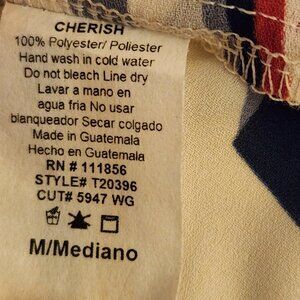 CHERISH
100% Polyester/ Poliester
Hand wash in cold water
Do not bleach Line dry
Lavar a mano en
agua fria No usar
blanqueador Secar colgado
Made in Guatemala
Hecho en Guatemala
RN # 111856
STYLE# T20396
CUT# 5947 WG
M/Mediano